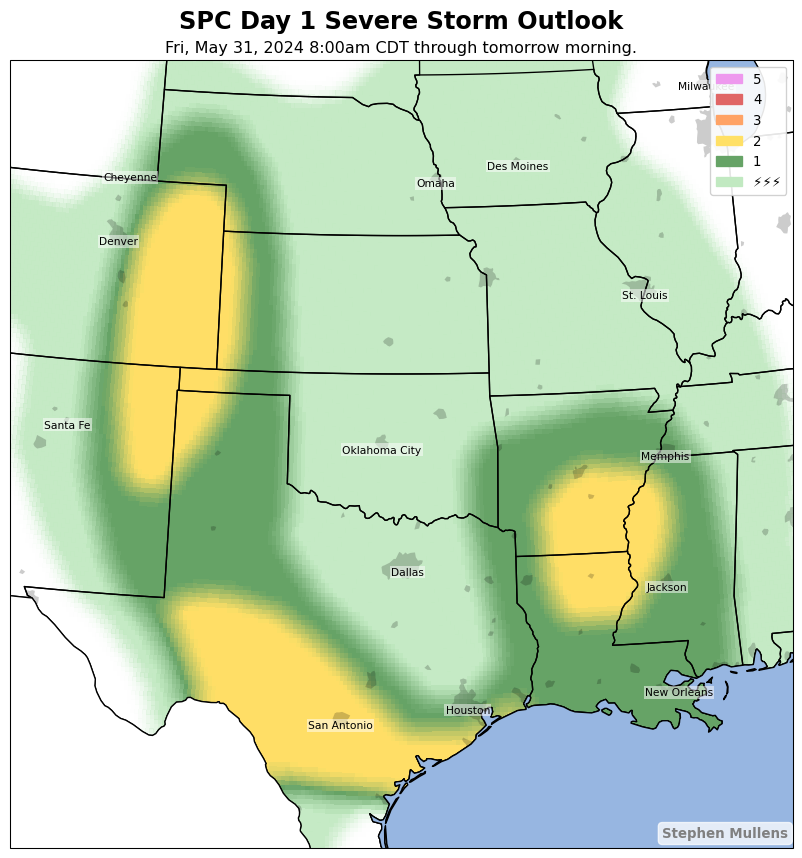 SPC Day 1 Severe Storm Outlook
Fri, May 31, 2024 8:00am CDT through tomorrow morning.
5
4
3
2
1
⚡⚡⚡
Milwaukee
Cheyenne
Des Moines
Omaha
Denver
St. Louis
Santa Fe
Oklahoma City
Memphis
Dallas
Jackson
New Orleans
Houston
San Antonio
Stephen Mullens